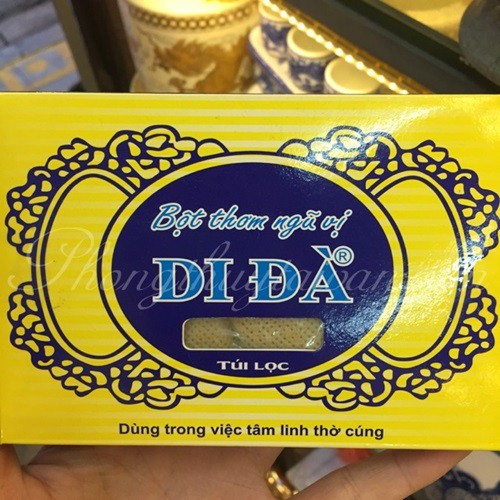 Bột thơm ngũ vị
DI ĐÀ®
TÚI LỌC
Dùng trong việc tâm linh thờ cúng